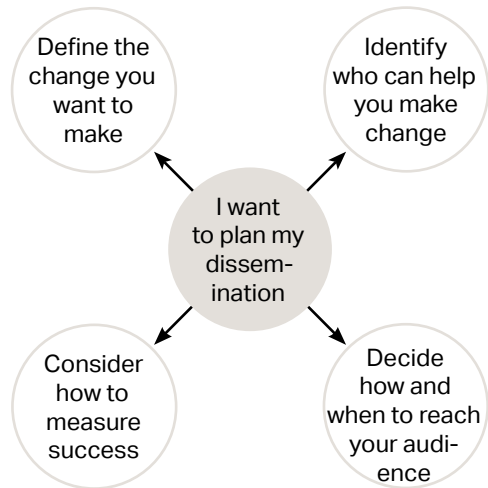 Define the
change you
want to
make
Identify
who can help
you make
change
I want
to plan my
dissem-
ination
Consider
how to
measure
success
Decide
how and
when to reach
your audi-
ence